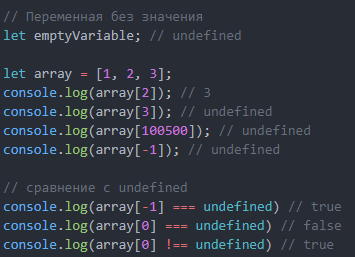 // Переменная без значения
let emptyVariable; // undefined
let array = [1, 2, 3];
console.log(array[2]); // 3
console.log(array[3]); // undefined
console.log(array[100500]); // undefined
console.log(array[-1]); // undefined
// сравнение с undefined
console.log(array[-1] === undefined) // true
console.log(array[0] === undefined) // false
console.log(array[0] !== undefined) // true